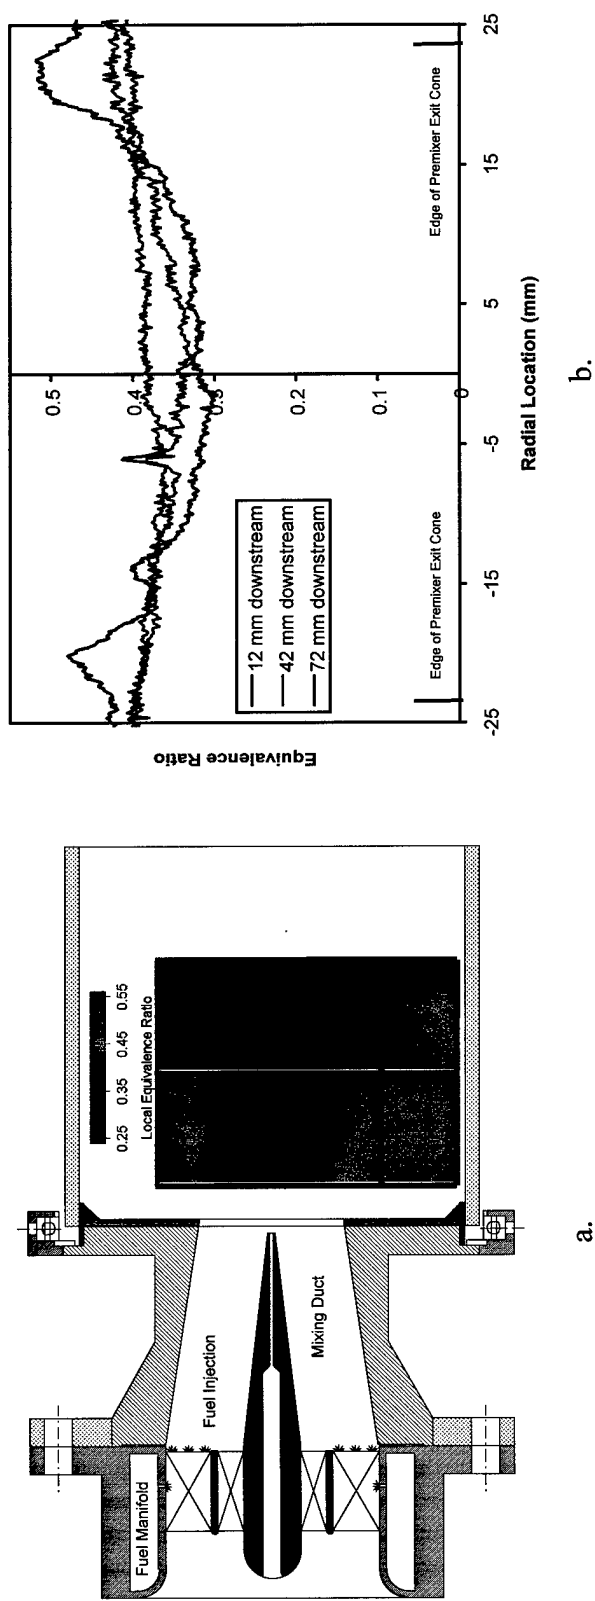 Fuel Manifold
Fuel Injection
Mixing Duct
0.25 0.35 0.45 0.55
Local Equivalence Ratio
a.
Equivalence Ratio
0.5
0.4
0.3
0.2
0.1
0
12 mm downstream
42 mm downstream
72 mm downstream
Edge of Premixer Exit Cone
Edge of Premixer Exit Cone
-25 -15 -5 5 15 25
Radial Location (mm)
b.